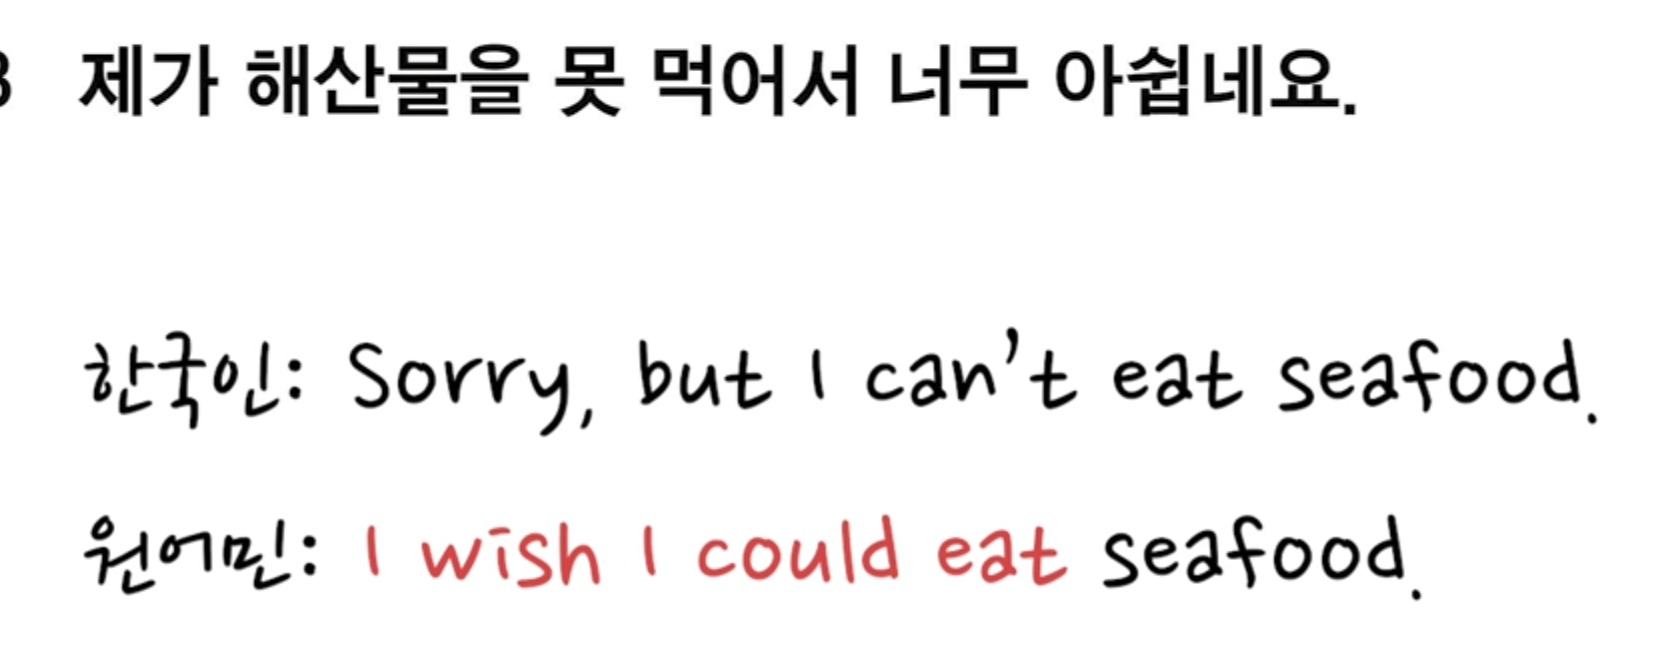 제가 해산물을 못 먹어서 너무 아쉽네요.
한국인: Sorry, but I can't eat seafood.
원어민: I wish I could eat seafood.